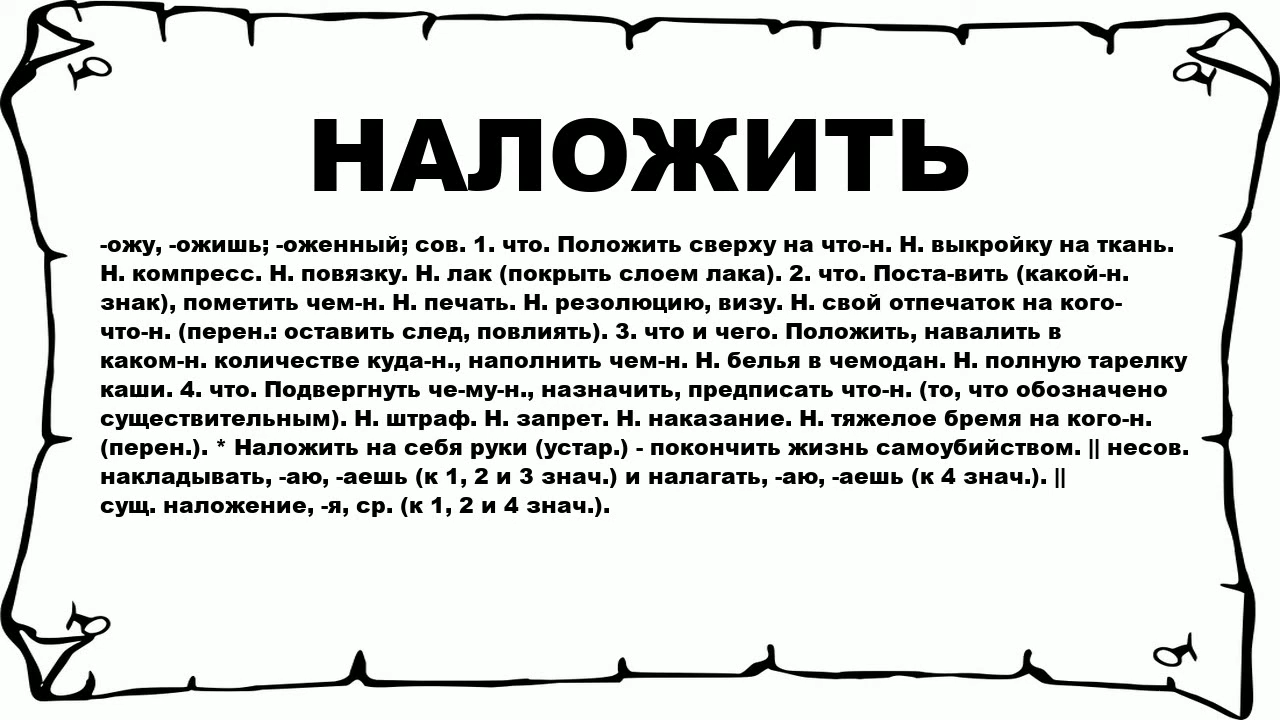 НАЛОЖИТЬ
-ожу, -ожишь; -оженный; сов. 1. что. Положить сверху на что-н. Н. выкройку на ткань.
Н. компресс. Н. повязку. Н. лак (покрыть слоем лака). 2. что. Поста-вить (какой-н.
знак), пометить чем-н. Н. печать. Н. резолюцию, визу. Н. свой отпечаток на кого-
что-н. (перен.: оставить след, повлиять). 3. что и чего. Положить, навалить в
каком-н. количестве куда-н., наполнить чем-н. Н. белья в чемодан. Н. полную тарелку
каши. 4. что. Подвергнуть че-му-н., назначить, предписать что-н. (то, что обозначено
существительным). Н. штраф. Н. запрет. Н. наказание. Н. тяжелое бремя на кого-н.
(перен.). * Наложить на себя руки (устар.) - покончить жизнь самоубийством. || несов.
накладывать, -аю, -аешь (к 1, 2 и 3 знач.) и налагать, -аю, -аешь (к 4 знач.). ||
сущ. наложение, -я, ср. (к 1, 2 и 4 знач.).